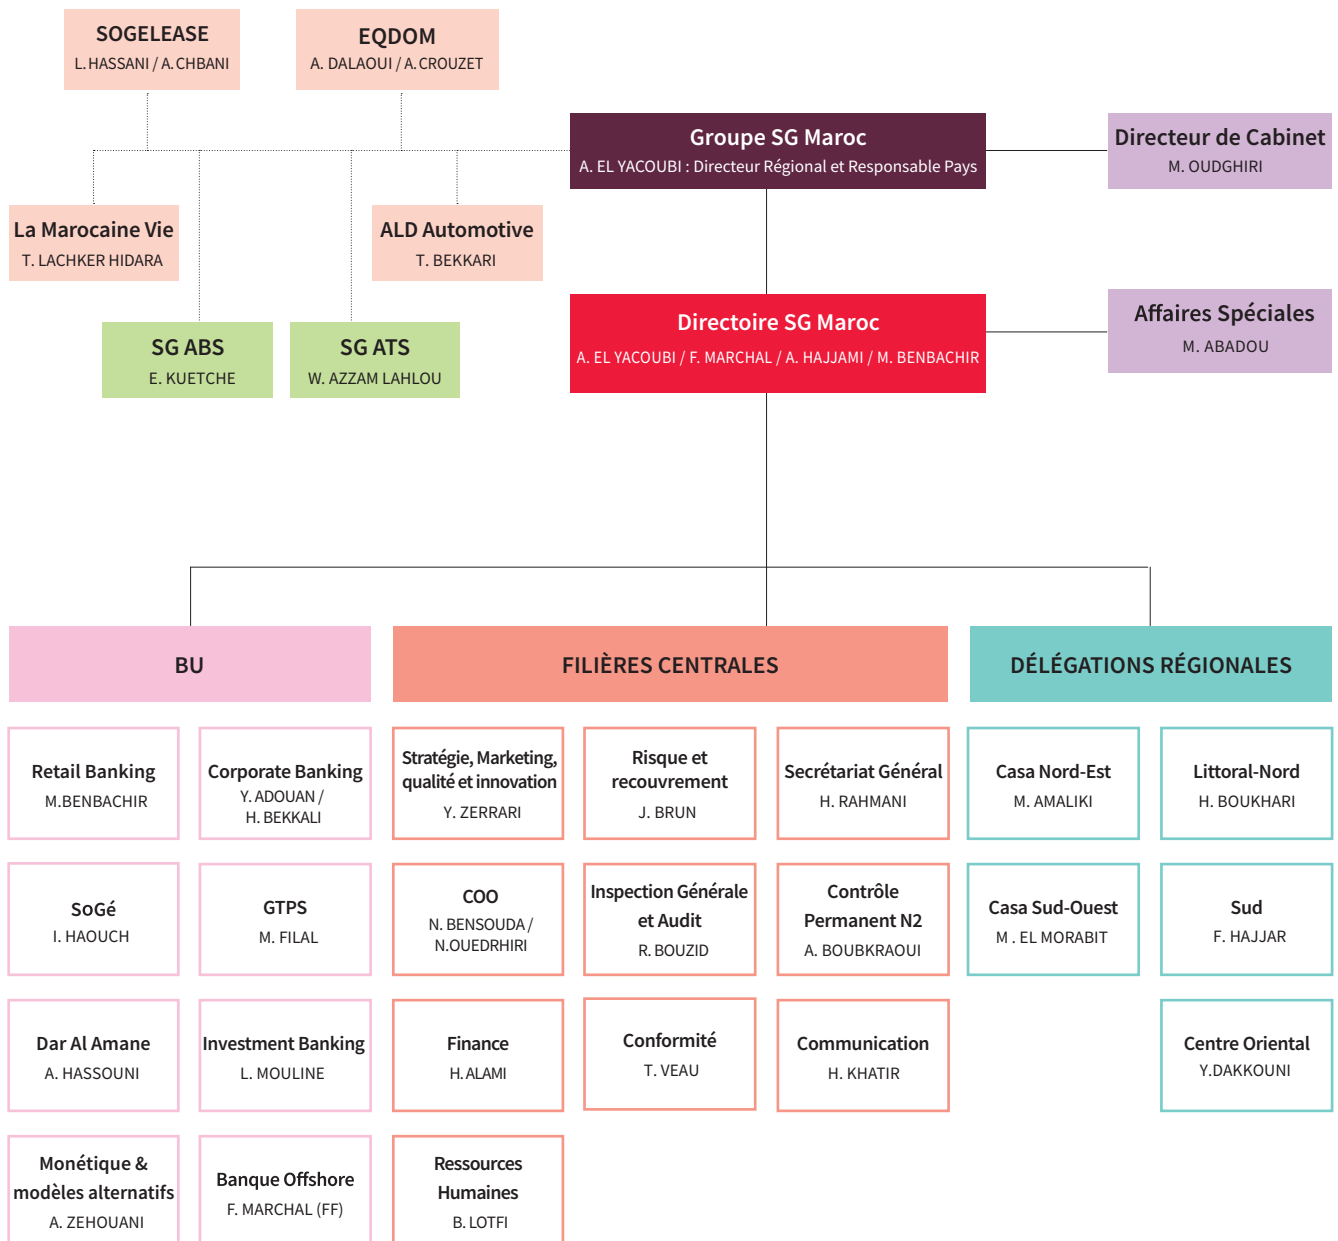 SOGELEASE
L. HASSANI / A. CHBANI
EQDOM
A. DALAOUI / A. CROUZET
Groupe SG Maroc
A. EL YACOUBI : Directeur Régional et Responsable Pays
Directeur de Cabinet
M. OUDGHIRI
La Marocaine Vie
T. LACHKER HIDARA
ALD Automotive
T. BEKKARI
SG ABS
E. KUETCHE
SG ATS
W. AZZAM LAHLOU
Directoire SG Maroc
A. EL YACOUBI / F. MARCHAL / A. HAJJAMI / M. BENBACHIR
Affaires Spéciales
M. ABADOU
BU
FILIÈRES CENTRALES
DÉLÉGATIONS RÉGIONALES
Retail Banking
M.BENBACHIR
Corporate Banking
Y. ADOUAN /
H. BEKKALI
Stratégie, Marketing,
qualité et innovation
Y. ZERRARI
Risque et
recouvrement
J. BRUN
Secrétariat Général
H. RAHMANI
Casa Nord-Est
M. AMALIKI
Littoral-Nord
H. BOUKHARI
SoGé
I. HAOUCH
GTPS
M. FILAL
COO
N. BENSOUDA /
N.OUEDRHIRI
Inspection Générale
et Audit
R. BOUZID
Contrôle
Permanent N2
A. BOUBKRAOUI
Casa Sud-Ouest
M . EL MORABIT
Sud
F. HAJJAR
Dar Al Amane
A. HASSOUNI
Investment Banking
L. MOULINE
Finance
H. ALAMI
Conformité
T. VEAU
Communication
H. KHATIR
Centre Oriental
Y.DAKKOUNI
Monétique &
modèles alternatifs
A. ZEHOUANI
Banque Offshore
F. MARCHAL (FF)
Ressources
Humaines
B. LOTFI